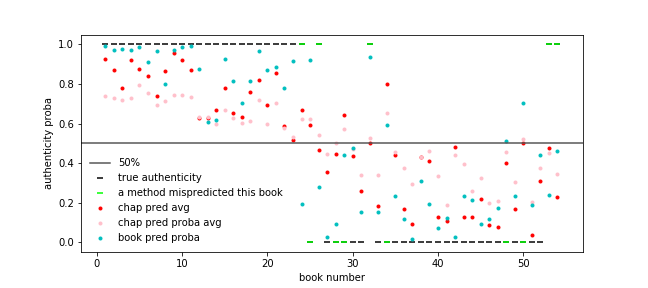 1.0
0.8
0.6
0.4
0.2
0.0
authenticity proba
50%
true authenticity
a method mispredicted this book
chap pred avg
chap pred proba avg
book pred proba
0 10 20 30 40 50
book number